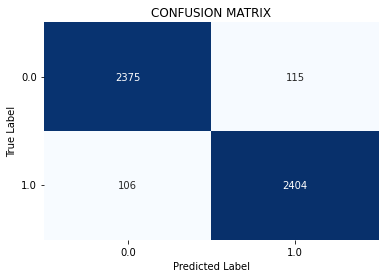 CONFUSION MATRIX
True Label
0.0
2375 115
1.0
106 2404
0.0 1.0
Predicted Label